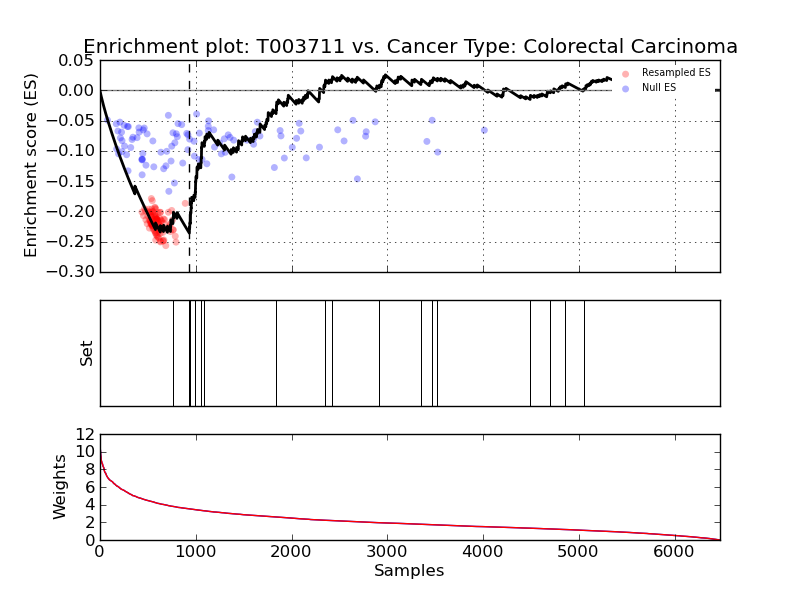 Enrichment plot: T003711 vs. Cancer Type: Colorectal Carcinoma
Enrichment score (ES)
0.05
0.00
−0.05
−0.10
−0.15
−0.20
−0.25
−0.30
Resampled ES
Null ES
Set
Weights
12
10
8
6
4
2
0
0 1000 2000 3000 4000 5000 6000
Samples